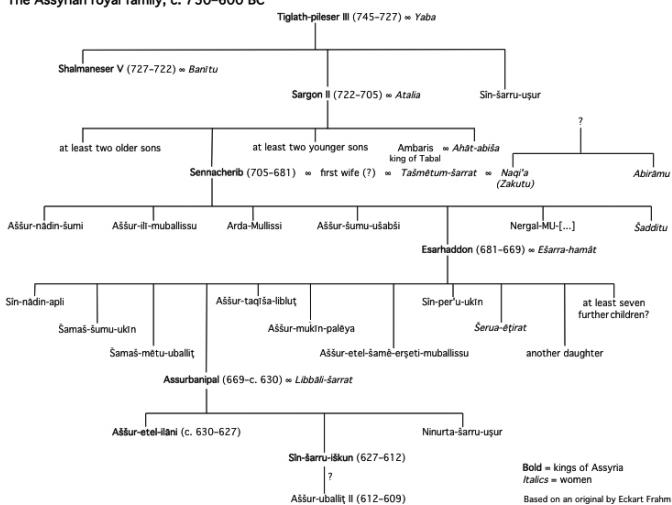 The Assyrian royal family, c. 750–600 BC
Tiglath-pileser III (745–727) ∞ Yaba
Shalmaneser V (727–722) ∞ Banītu
Sargon II (722–705) ∞ Atalia
Sîn-šarru-uṣur
?
at least two older sons
at least two younger sons
Ambaris ∞ Ahāt-abiša
king of Tabal
Sennacherib (705–681) ∞ first wife (?) ∞ Tašmētum-šarrat ∞ Naqi'a
(Zakutu)
Abirāmu
Aššur-nādin-šumi
Aššur-ilī-muballissu
Arda-Mullissi
Aššur-šumu-ušabši
Nergal-MU-[...]
Šadditu
Esarhaddon (681–669) ∞ Ešarra-hamât
Sîn-nādin-apli
Aššur-taqīša-libluṭ
Sîn-per'u-ukīn
at least seven
further children?
Šamaš-šumu-ukīn
Aššur-mukīn-palēya
Šerua-ēṭirat
Šamaš-mētu-uballiṭ
Aššur-etel-šamê-erṣeti-muballissu
another daughter
Assurbanipal (669–c. 630) ∞ Libbāli-šarrat
Aššur-etel-ilāni (c. 630–627)
Ninurta-šarru-uṣur
Sîn-šarru-iškun (627–612)
?
Aššur-uballiṭ II (612–609)
Bold = kings of Assyria
Italics = women
Based on an original by Eckart Frahm